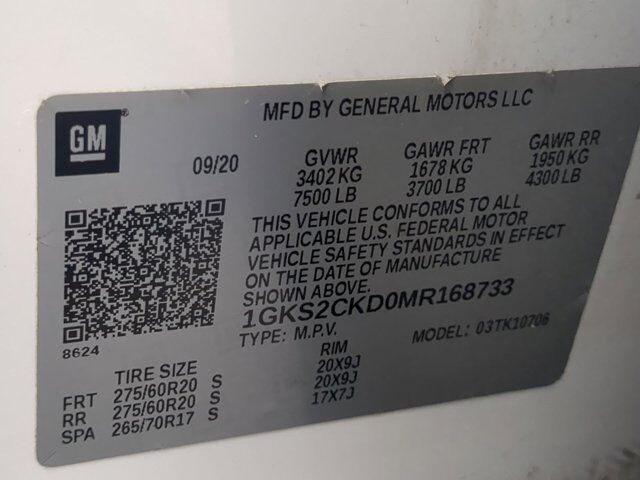 GM
MFD BY GENERAL MOTORS LLC
09/20
GVWR GAWR FRT GAWR RR
3402 KG 1678 KG 1950 KG
7500 LB 3700 LB 4300 LB
THIS VEHICLE CONFORMS TO ALL
APPLICABLE U.S. FEDERAL MOTOR
VEHICLE SAFETY STANDARDS IN EFFECT
ON THE DATE OF MANUFACTURE
SHOWN ABOVE.
1GKS2CKD0MR168733
TYPE: M.P.V. MODEL: 03TK10706
8624
TIRE SIZE RIM
FRT 275/60R20 S 20X9J
RR 275/60R20 S 20X9J
SPA 265/70R17 S 17X7J